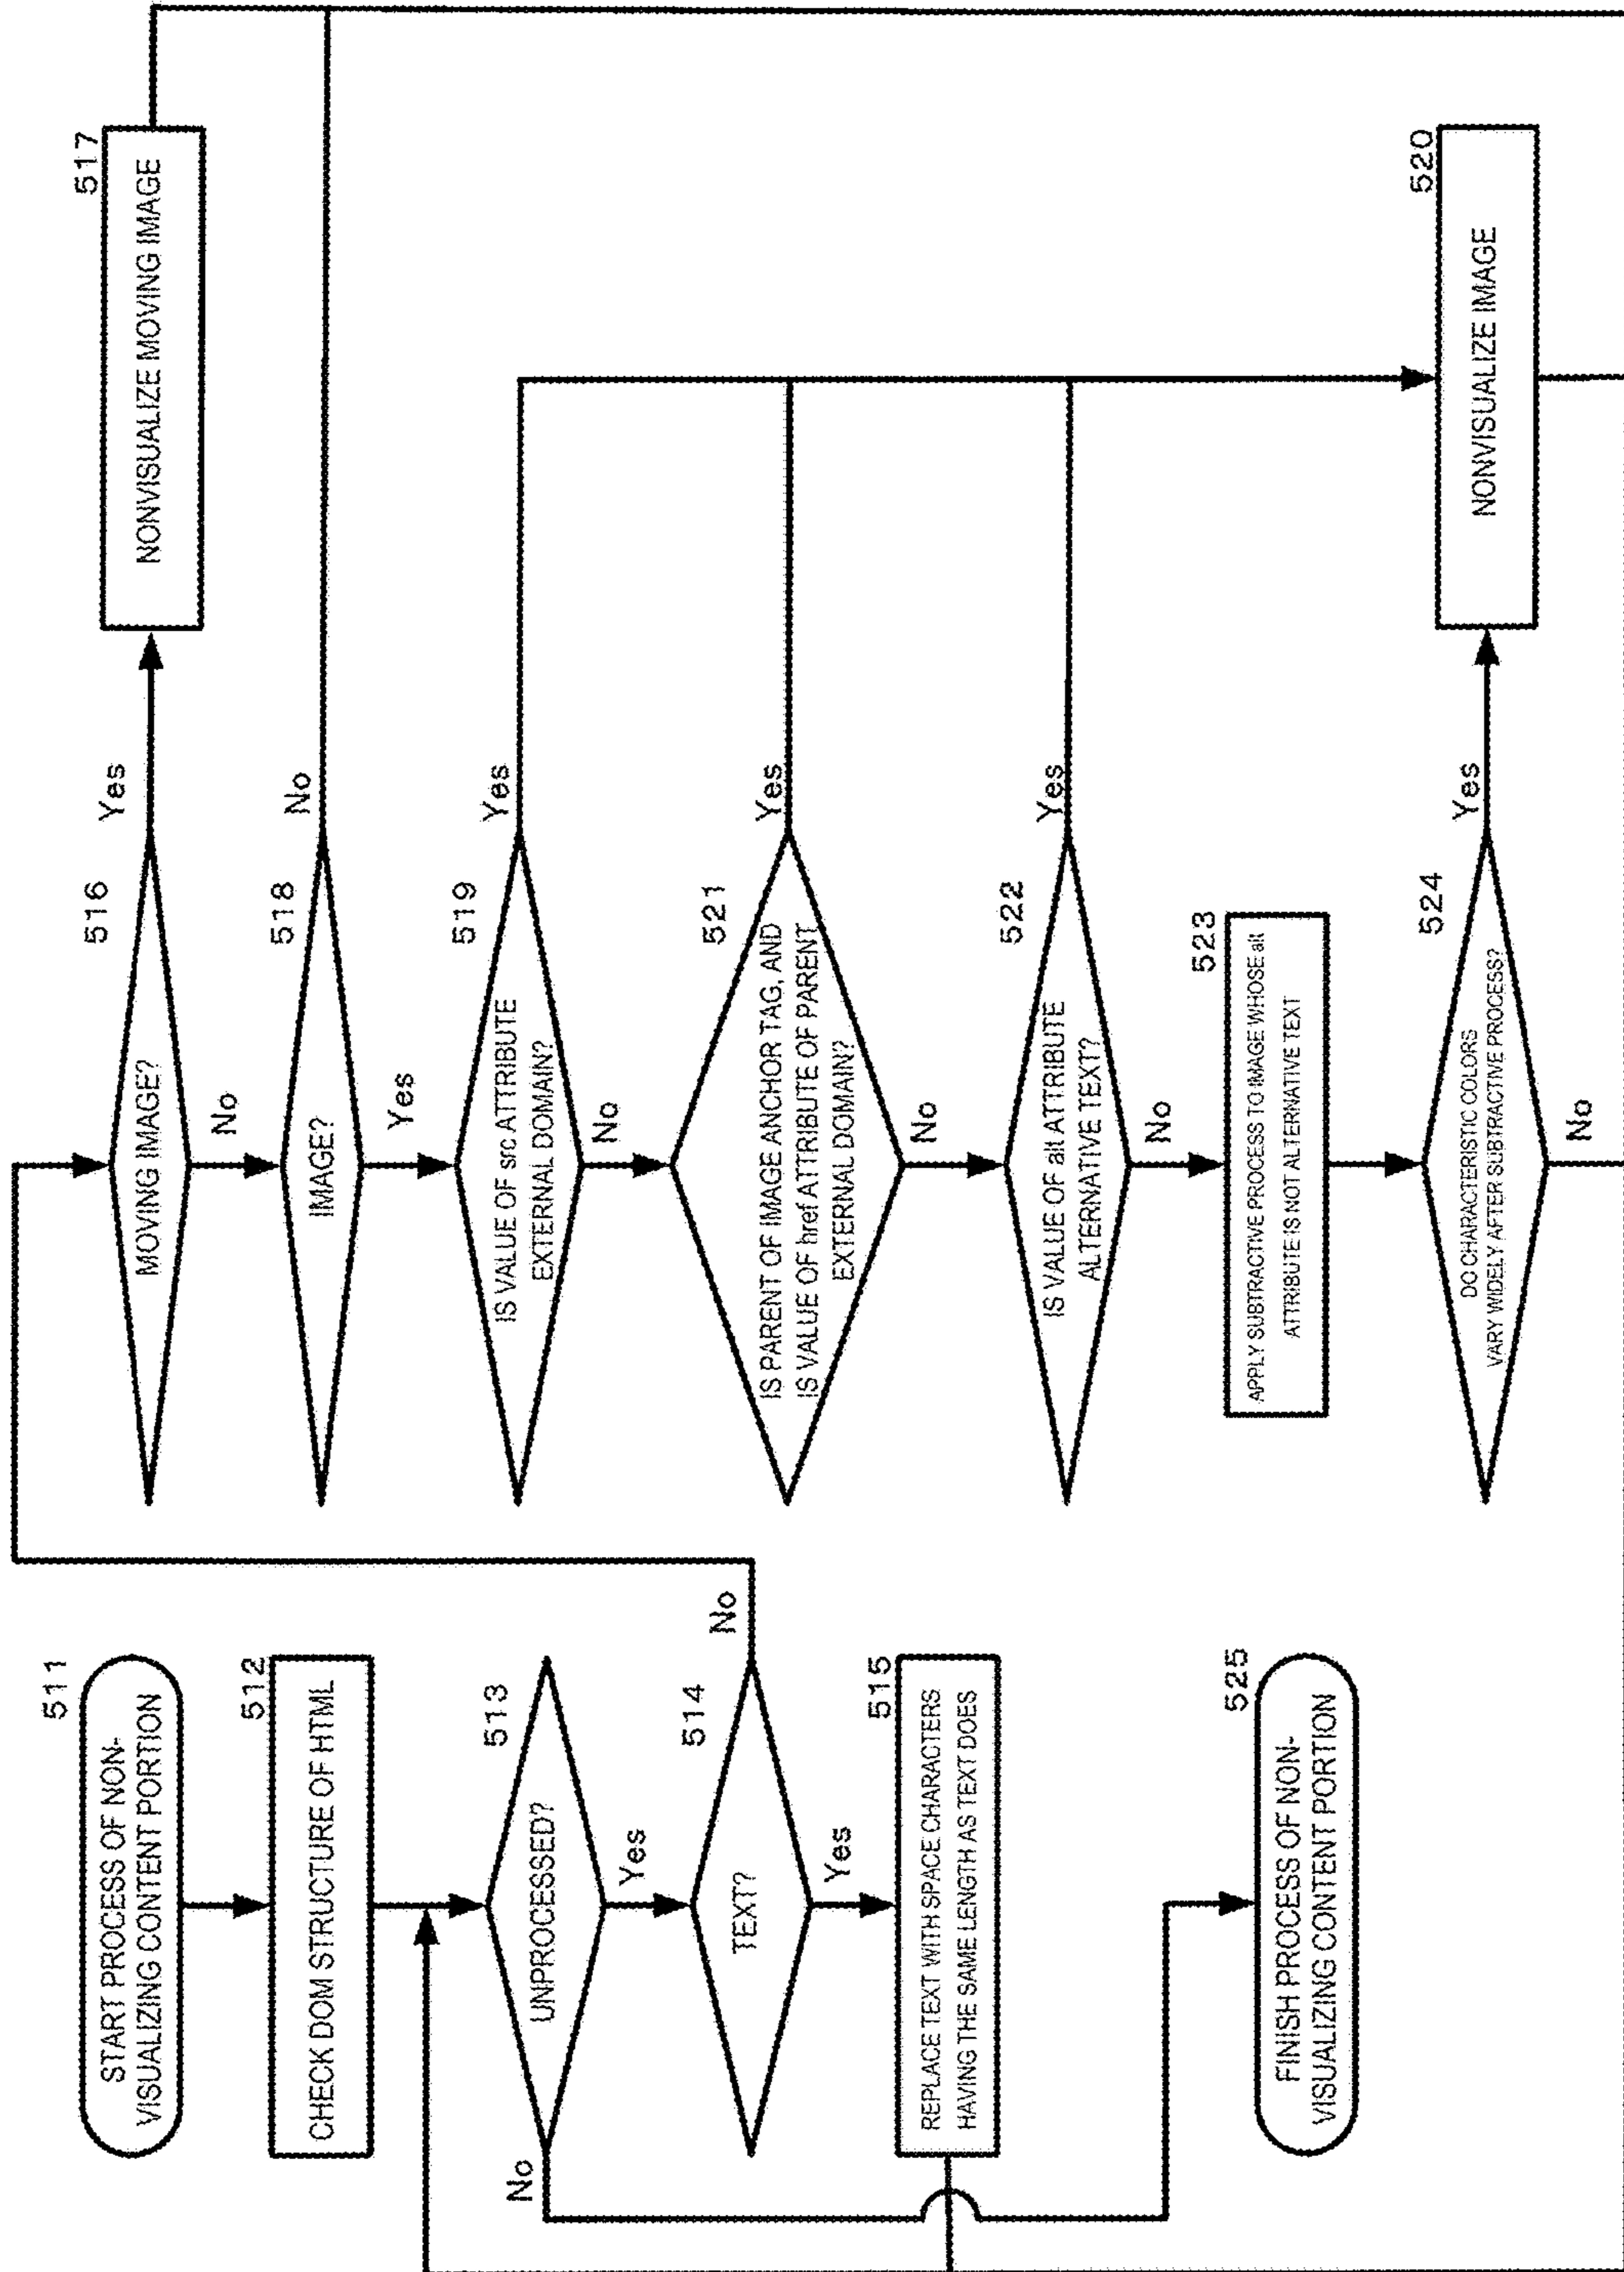 511
START PROCESS OF NON-
VISUALIZING CONTENT PORTION
512
CHECK DOM STRUCTURE OF HTML
513
UNPROCESSED?
No
Yes
514
TEXT?
No
Yes
515
REPLACE TEXT WITH SPACE CHARACTERS
HAVING THE SAME LENGTH AS TEXT DOES
525
FINISH PROCESS OF NON-
VISUALIZING CONTENT PORTION
516
MOVING IMAGE?
Yes
No
517
NONVISUALIZE MOVING IMAGE
518
IMAGE?
No
Yes
519
IS VALUE OF src ATTRIBUTE
EXTERNAL DOMAIN?
Yes
No
521
IS PARENT OF IMAGE ANCHOR TAG, AND
IS VALUE OF href ATTRIBUTE OF PARENT
EXTERNAL DOMAIN?
Yes
No
522
IS VALUE OF alt ATTRIBUTE
ALTERNATIVE TEXT?
Yes
No
523
APPLY SUBTRACTIVE PROCESS TO IMAGE WHOSE alt
ATTRIBUTE IS NOT ALTERNATIVE TEXT
524
DO CHARACTERISTIC COLORS
VARY WIDELY AFTER SUBTRACTIVE PROCESS?
Yes
No
520
NONVISUALIZE IMAGE